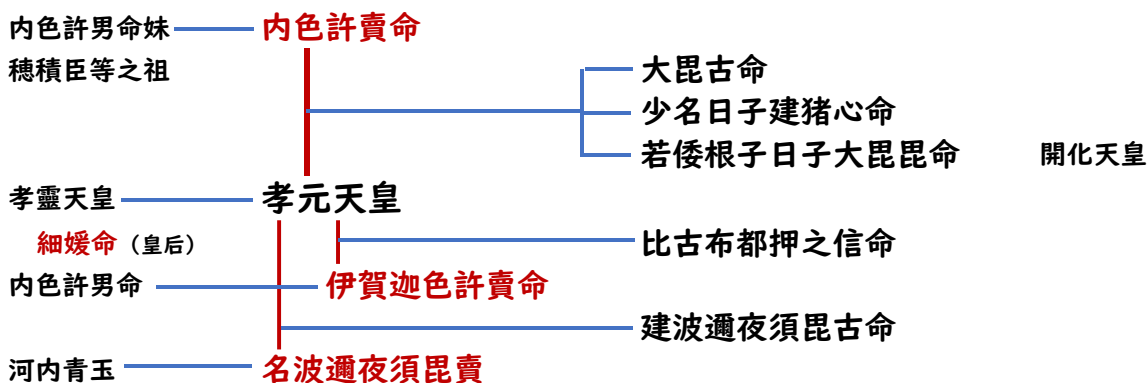 内色許男命妹 内色許賣命
穂積臣等之祖
大毘古命
少名日子建猪心命
若倭根子日子大毘毘命 開化天皇
孝靈天皇 孝元天皇
細媛命（皇后）
比古布都押之信命
内色許男命 伊賀迦色許賣命
建波邇夜須毘古命
河内青玉 名波邇夜須毘賣